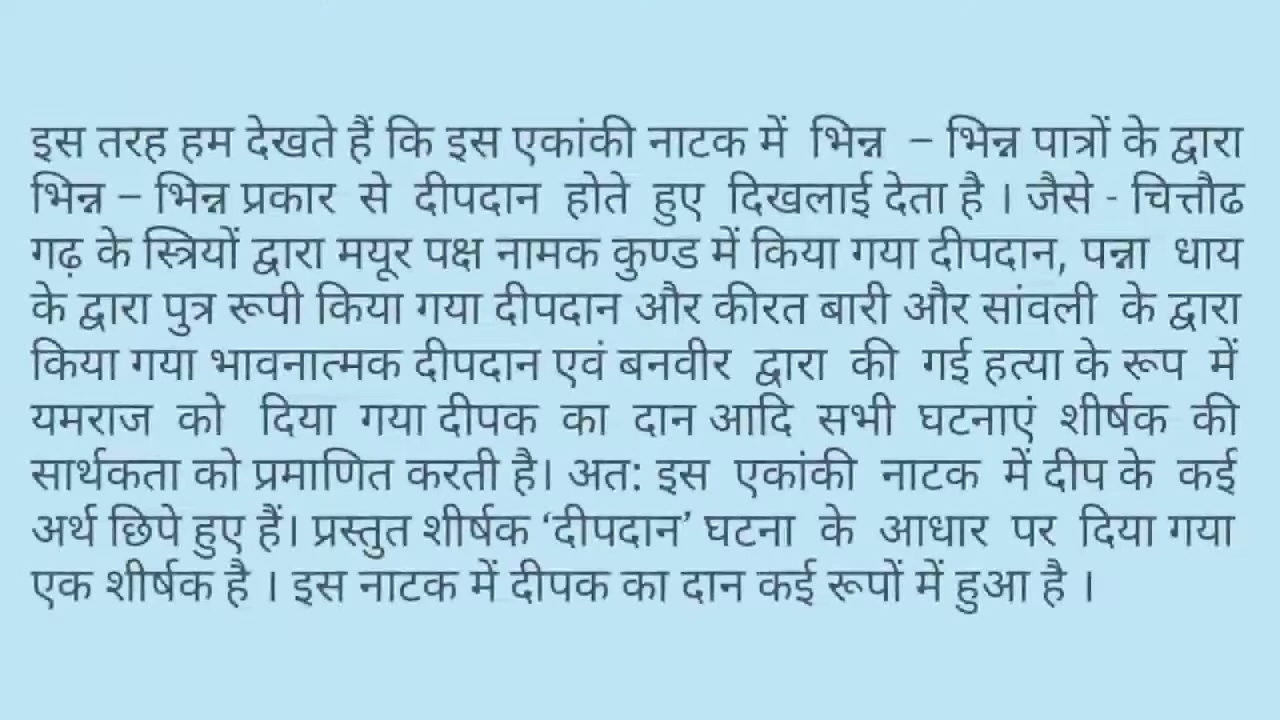 इस तरह हम देखते हैं कि इस एकांकी नाटक में भिन्न – भिन्न पात्रों के द्वारा
भिन्न – भिन्न प्रकार से दीपदान होते हुए दिखलाई देता है । जैसे - चित्तौढ
गढ़ के स्त्रियों द्वारा मयूर पक्ष नामक कुण्ड में किया गया दीपदान, पन्ना धाय
के द्वारा पुत्र रूपी किया गया दीपदान और कीरत बारी और सांवली के द्वारा
किया गया भावनात्मक दीपदान एवं बनवीर द्वारा की गई हत्या के रूप में
यमराज को दिया गया दीपक का दान आदि सभी घटनाएं शीर्षक की
सार्थकता को प्रमाणित करती है। अत: इस एकांकी नाटक में दीप के कई
अर्थ छिपे हुए हैं। प्रस्तुत शीर्षक ‘दीपदान’ घटना के आधार पर दिया गया
एक शीर्षक है । इस नाटक में दीपक का दान कई रूपों में हुआ है ।